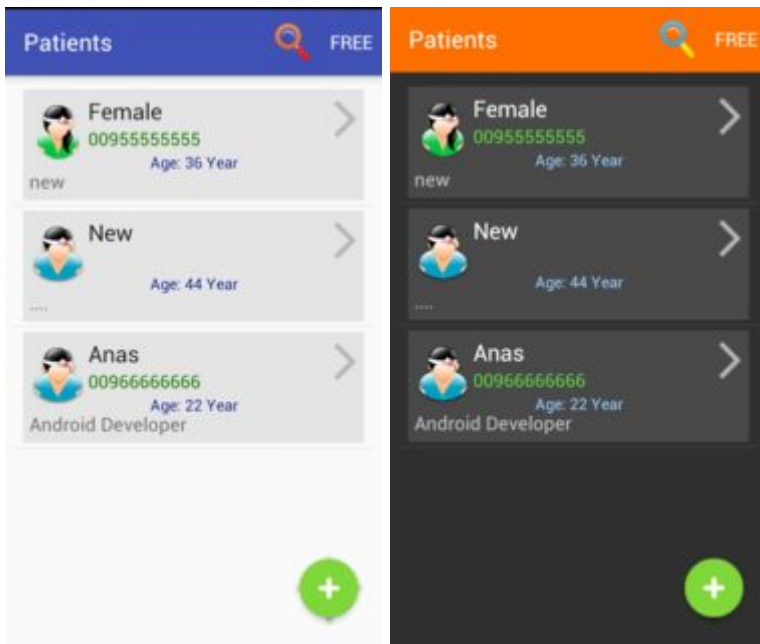 Patients FREE
Female
00955555555
Age: 36 Year
new
New
Age: 44 Year
....
Anas
00966666666
Age: 22 Year
Android Developer
Patients FREE
Female
00955555555
Age: 36 Year
new
New
Age: 44 Year
....
Anas
00966666666
Age: 22 Year
Android Developer